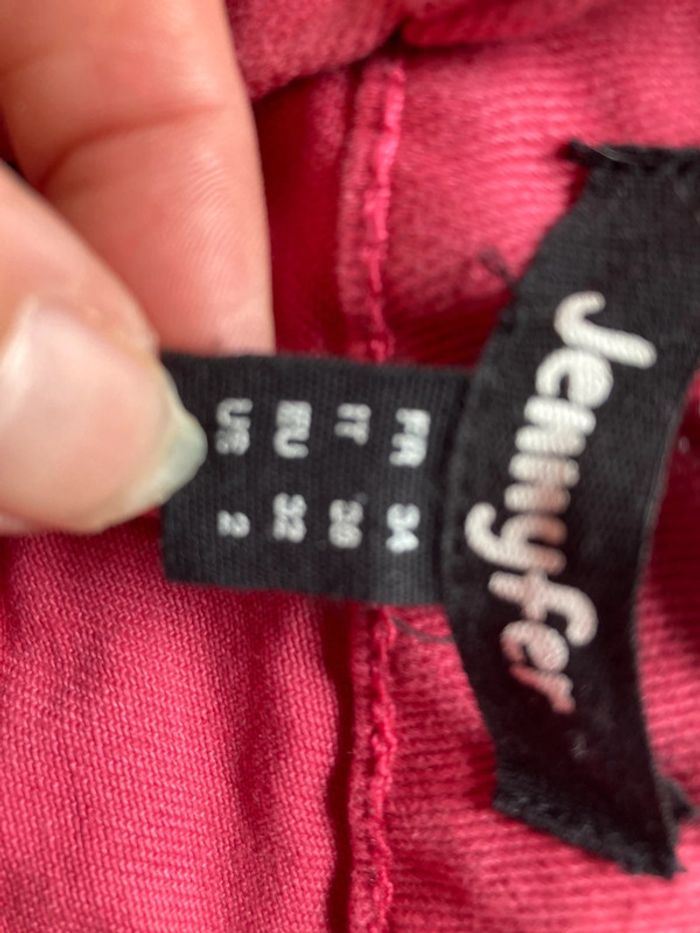 Jennyfer
FR 34
IT 38
EU 32
US 2